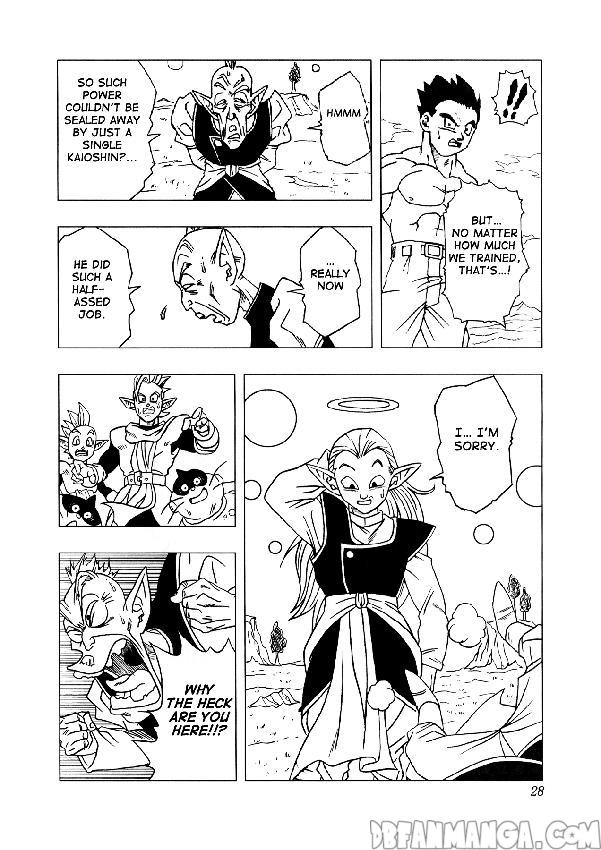 !!
BUT...
NO MATTER
HOW MUCH
WE TRAINED,
THAT'S...!
HMMM
SO SUCH
POWER
COULDN'T BE
SEALED AWAY
BY JUST A
SINGLE
KAIOSHIN?...
...
REALLY
NOW
HE DID
SUCH A
HALF-
ASSED
JOB.
I... I'M
SORRY.
WHY
THE HECK
ARE YOU
HERE!!?
28
DBFANMANGA.COM